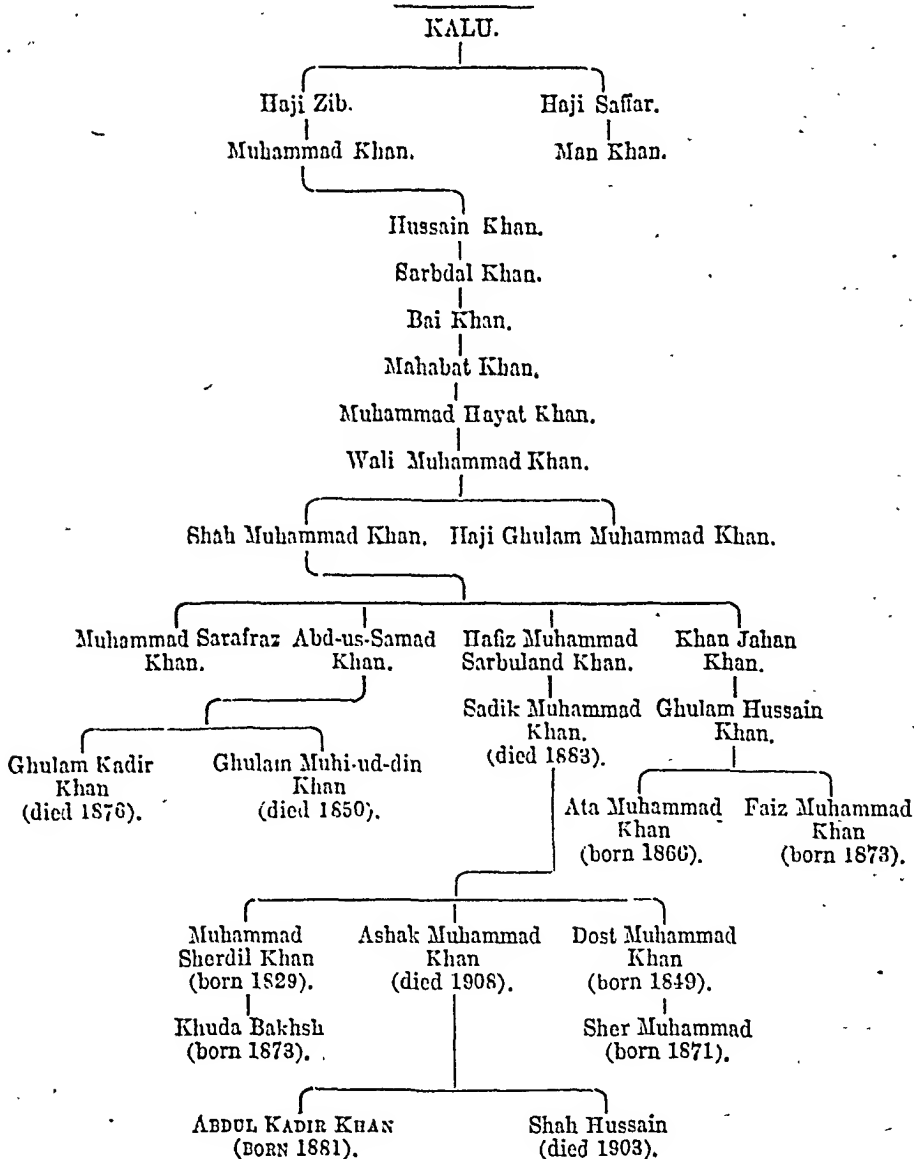 KALU.
Haji Zib. Haji Saffar.
Muhammad Khan. Man Khan.
Hussain Khan.
Sarbdal Khan.
Bai Khan.
Mahabat Khan.
Muhammad Hayat Khan.
Wali Muhammad Khan.
Shah Muhammad Khan. Haji Ghulam Muhammad Khan.
Muhammad Sarafraz Abd-us-Samad Hafiz Muhammad Khan Jahan
Khan. Khan. Sarbuland Khan. Khan.
Sadik Muhammad Ghulam Hussain
Khan. Khan.
(died 1883).
Ghulam Kadir Ghulam Muhi-ud-din
Khan Khan
(died 1876). (died 1850).
Ata Muhammad Faiz Muhammad
Khan Khan
(born 1866). (born 1873).
Muhammad Ashak Muhammad Dost Muhammad
Sherdil Khan Khan Khan
(born 1829). (died 1908). (born 1849).
Khuda Bakhsh Sher Muhammad
(born 1873). (born 1871).
ABDUL KADIR KHAN Shah Hussain
(BORN 1881). (died 1903).